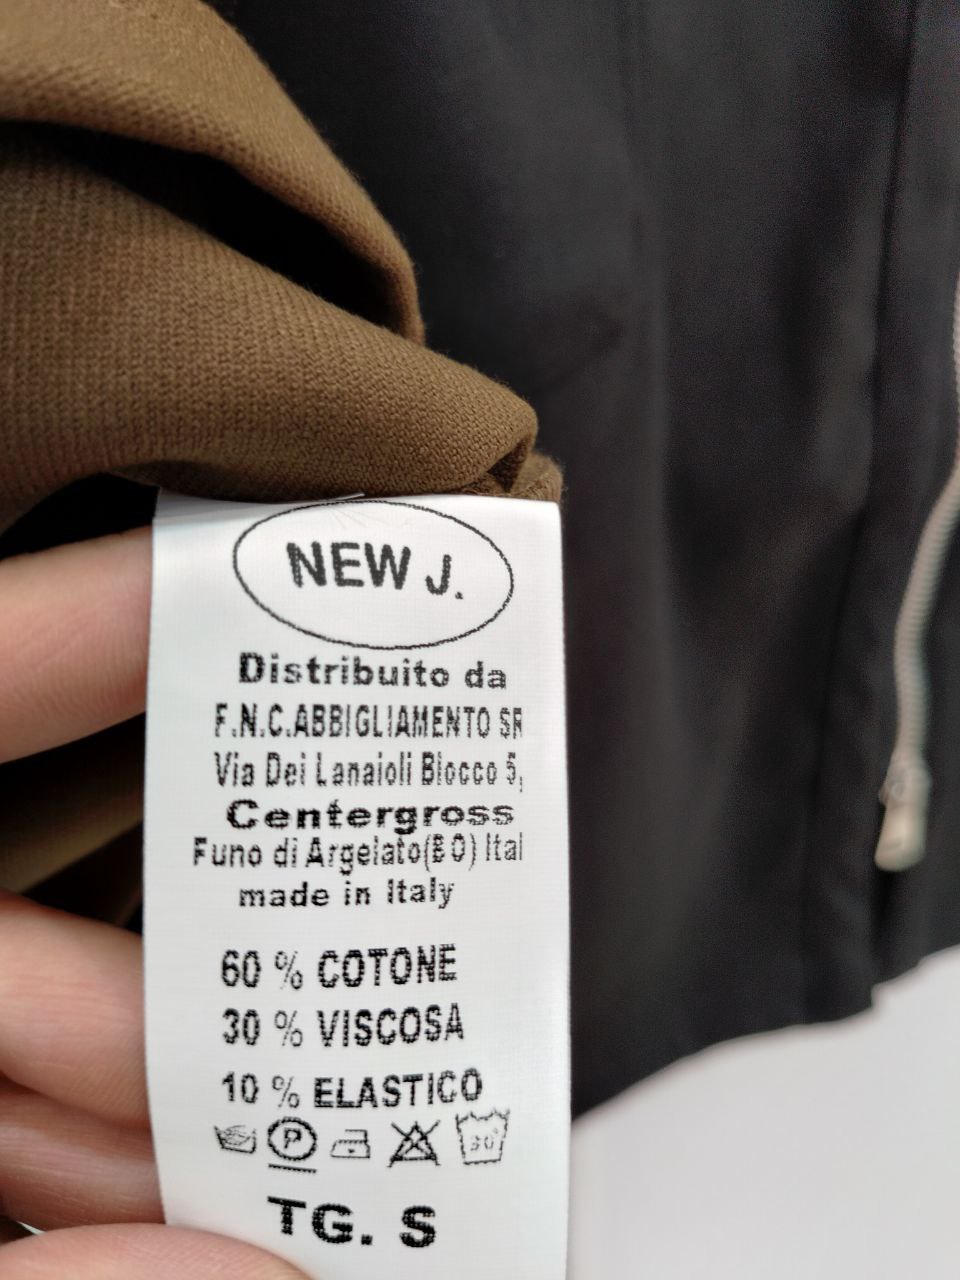 NEW J.
Distribuito da
F.N.C.ABBIGLIAMENTO SR
Via Dei Lanaioli Blocco 5,
Centergross
Funo di Argelato(BO) Ital
made in Italy
60 % COTONE
30 % VISCOSA
10 % ELASTICO
P 30°
TG. S